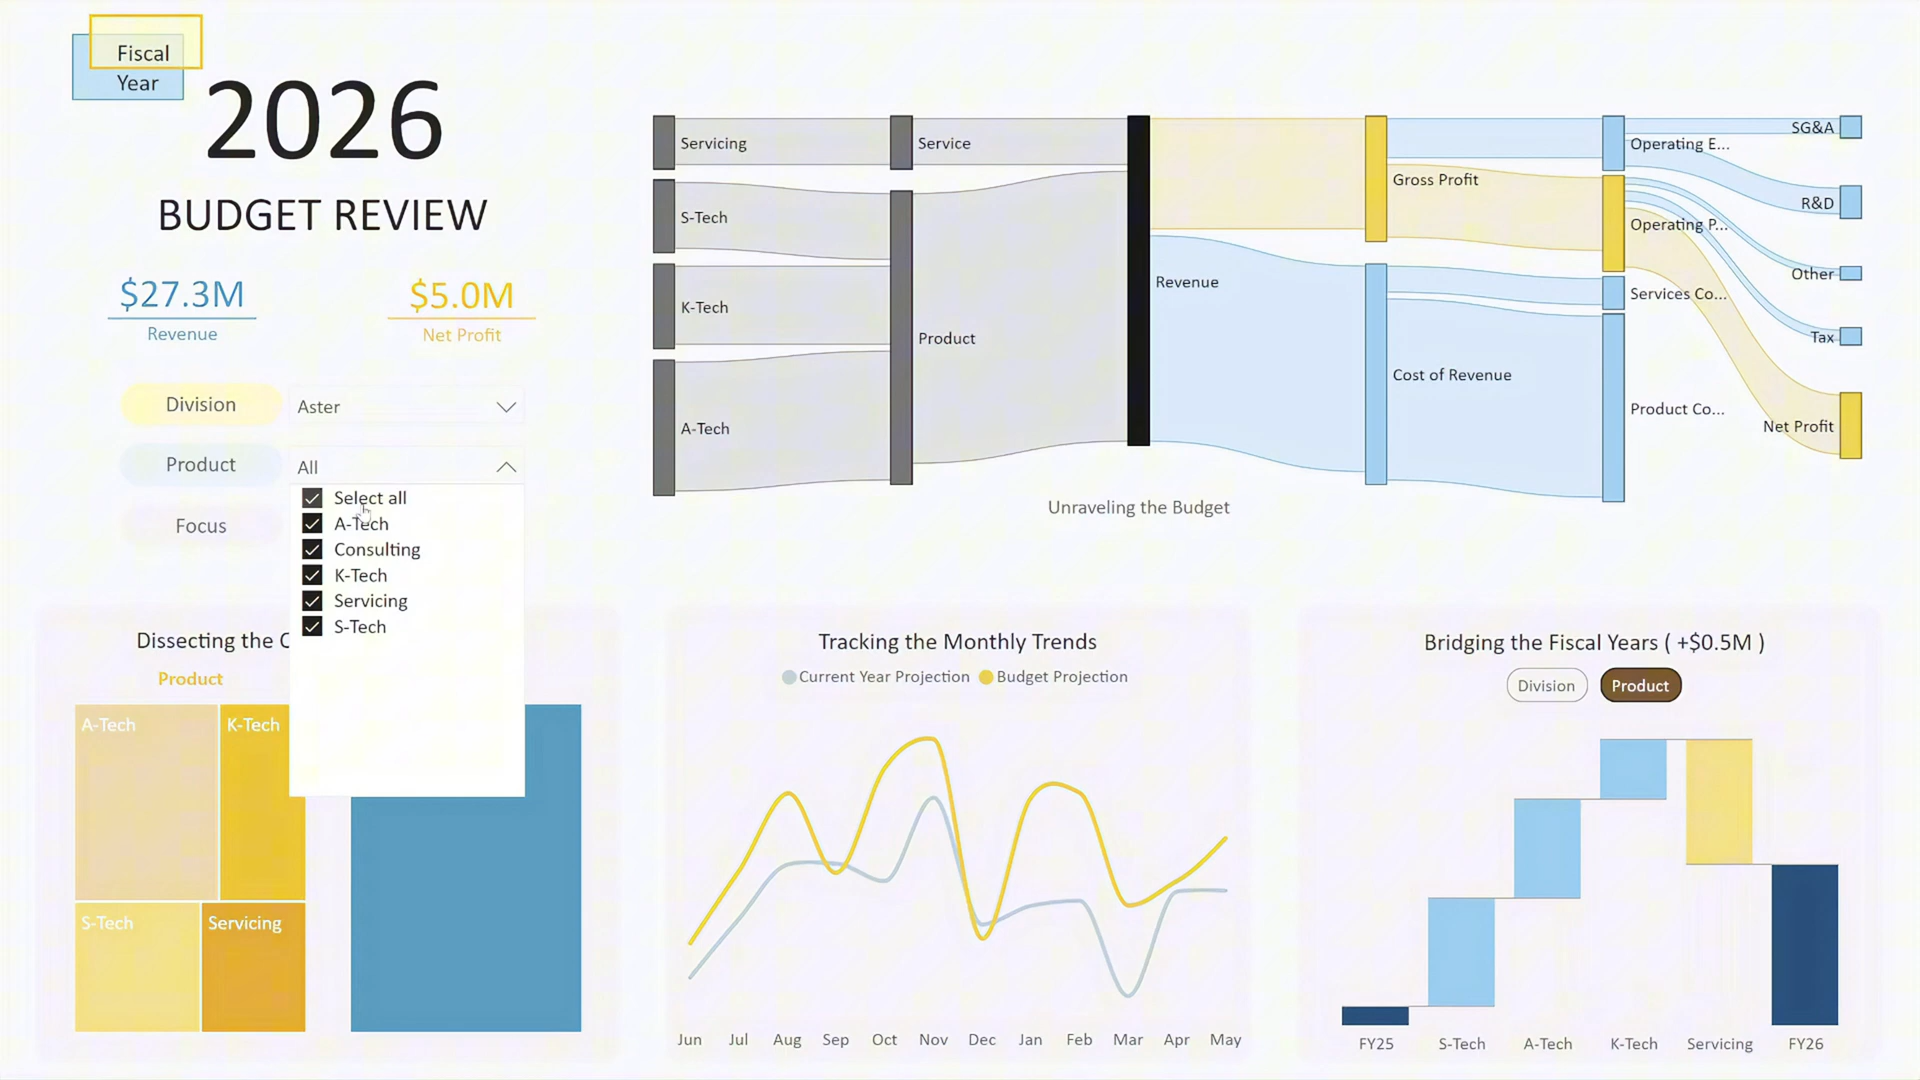 Fiscal
Year
2026
BUDGET REVIEW
$27.3M
Revenue
$5.0M
Net Profit
Division
Aster
Product
All
Focus
Select all
A-Tech
Consulting
K-Tech
Servicing
S-Tech
Servicing
S-Tech
K-Tech
A-Tech
Service
Product
Revenue
Gross Profit
Cost of Revenue
Operating E...
Operating P...
Services Co...
Product Co...
SG&A
R&D
Other
Tax
Net Profit
Unraveling the Budget
Dissecting the
Product
A-Tech
K-Tech
S-Tech
Servicing
Tracking the Monthly Trends
Current Year Projection Budget Projection
Jun Jul Aug Sep Oct Nov Dec Jan Feb Mar Apr May
Bridging the Fiscal Years ( +$0.5M )
Division Product
FY25 S-Tech A-Tech K-Tech Servicing FY26